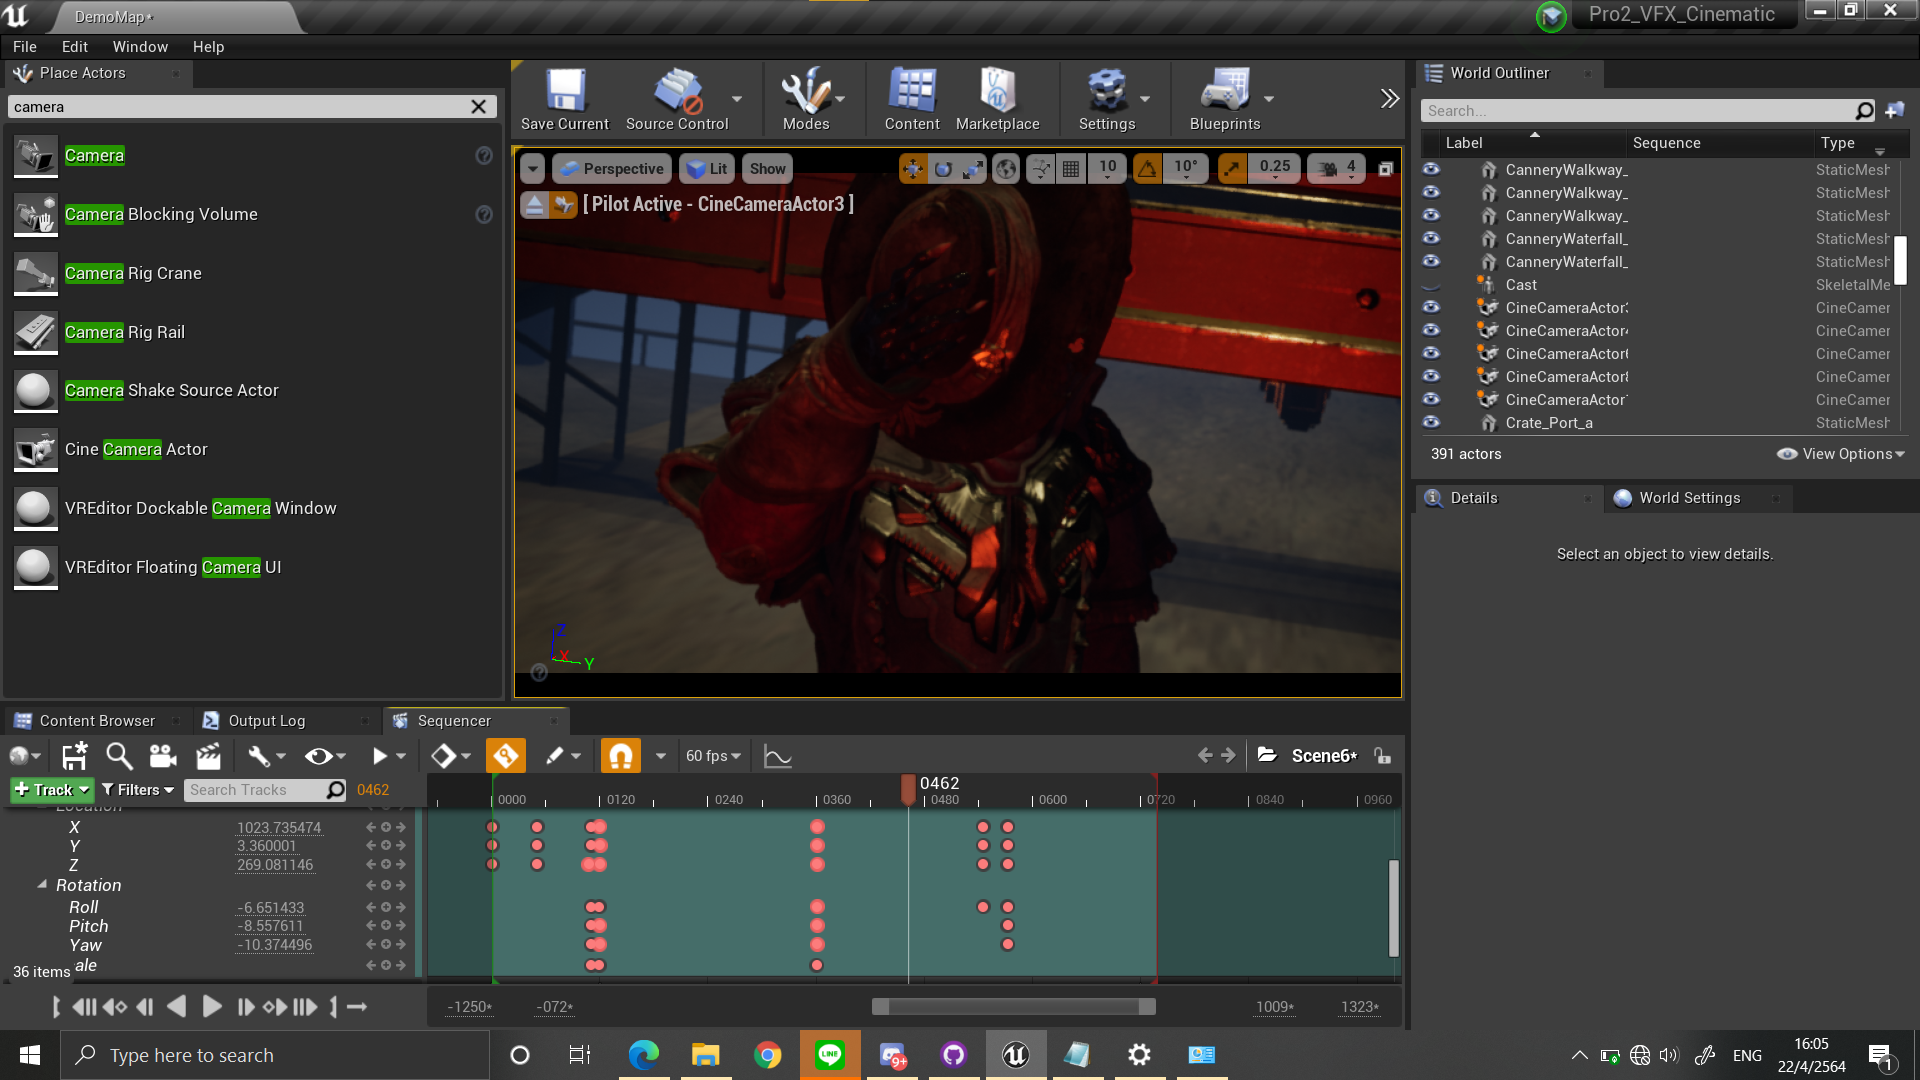 DemoMap*
Pro2_VFX_Cinematic
File Edit Window Help
Place Actors
camera
Camera
Camera Blocking Volume
Camera Rig Crane
Camera Rig Rail
Camera Shake Source Actor
Cine Camera Actor
VREditor Dockable Camera Window
VREditor Floating Camera UI
Save Current Source Control Modes Content Marketplace Settings Blueprints
Perspective Lit Show 10 10° 0.25 4
[ Pilot Active - CineCameraActor3 ]
Z
X
Y
World Outliner
Search...
Label Sequence Type
CanneryWalkway_ StaticMesh
CanneryWalkway_ StaticMesh
CanneryWalkway_ StaticMesh
CanneryWaterfall_ StaticMesh
CanneryWaterfall_ StaticMesh
Cast SkeletalMe
CineCameraActor3 CineCamer
CineCameraActor4 CineCamer
CineCameraActor CineCamer
CineCameraActor CineCamer
CineCameraActor CineCamer
Crate_Port_a StaticMesh
391 actors View Options
Details World Settings
Select an object to view details.
Content Browser Output Log Sequencer
60 fps Scene6*
+ Track Filters Search Tracks 0462
0462
0000 0120 0240 0360 0480 0600 0720 0840 0960
Location
X 1023.735474
Y 3.360001
Z 269.081146
Rotation
Roll -6.651433
Pitch -8.557611
Yaw -10.374496
36 items ale
-1250* -072* 1009* 1323*
Type here to search
LINE
9+
ENG
16:05
22/4/2564
1